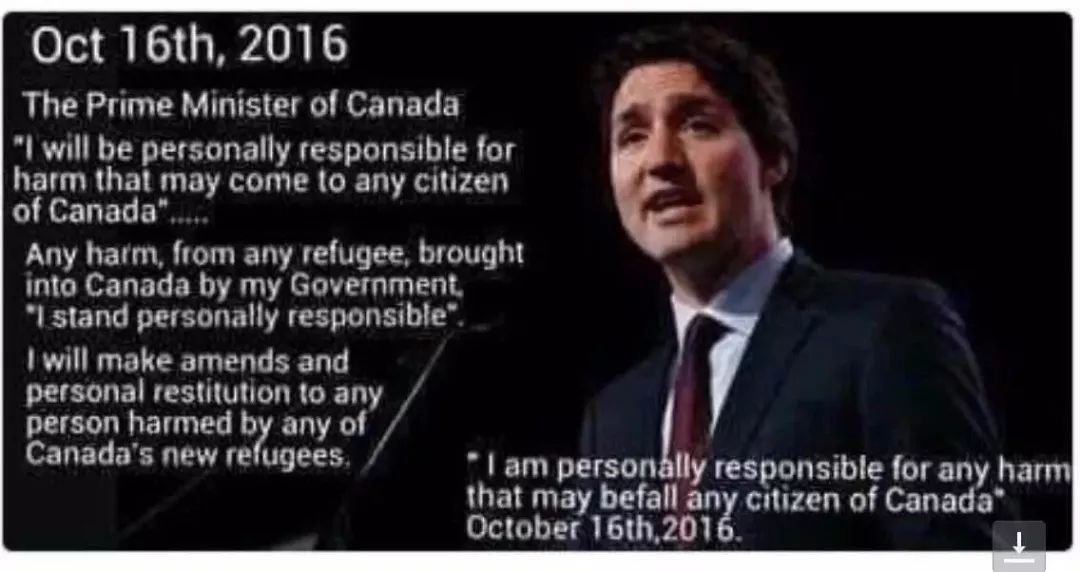 Oct 16th, 2016
The Prime Minister of Canada
"I will be personally responsible for
harm that may come to any citizen
of Canada".....
Any harm, from any refugee, brought
into Canada by my Government,
"I stand personally responsible".
I will make amends and
personal restitution to any
person harmed by any of
Canada's new refugees.
" I am personally responsible for any harm
that may befall any citizen of Canada"
October 16th,2016.